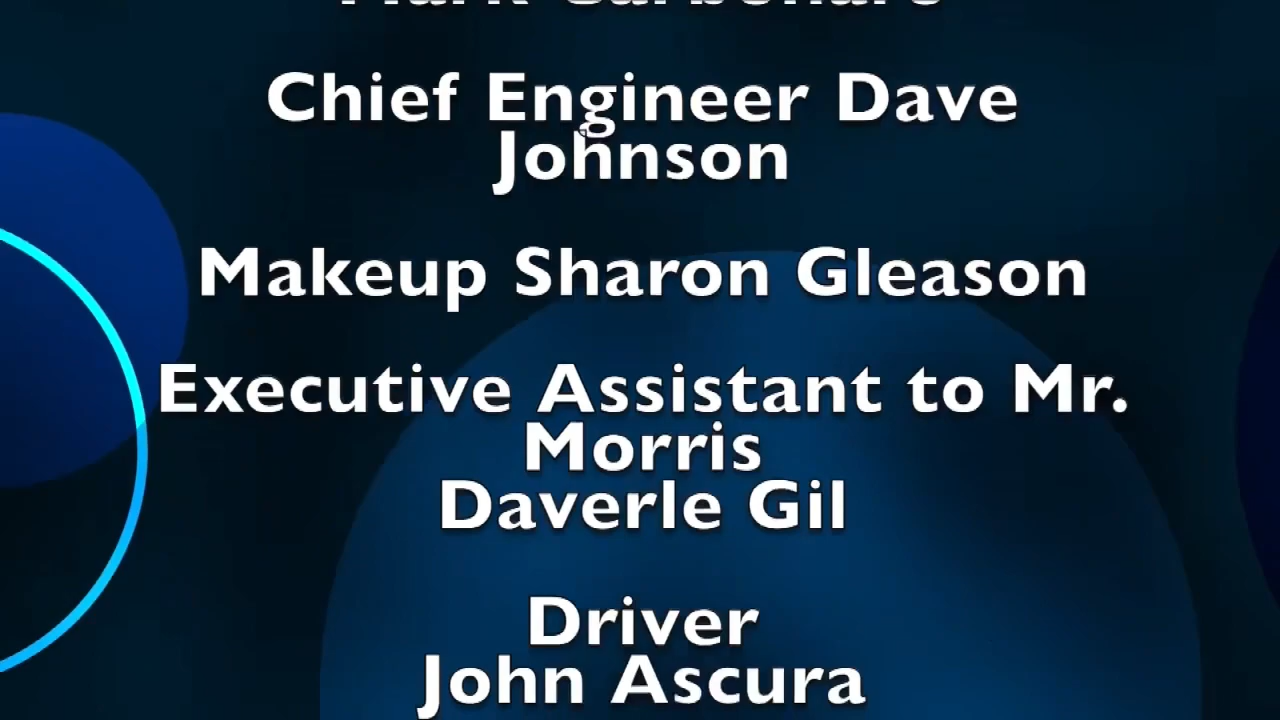 Chief Engineer Dave
Johnson
Makeup Sharon Gleason
Executive Assistant to Mr.
Morris
Daverle Gil
Driver
John Ascura